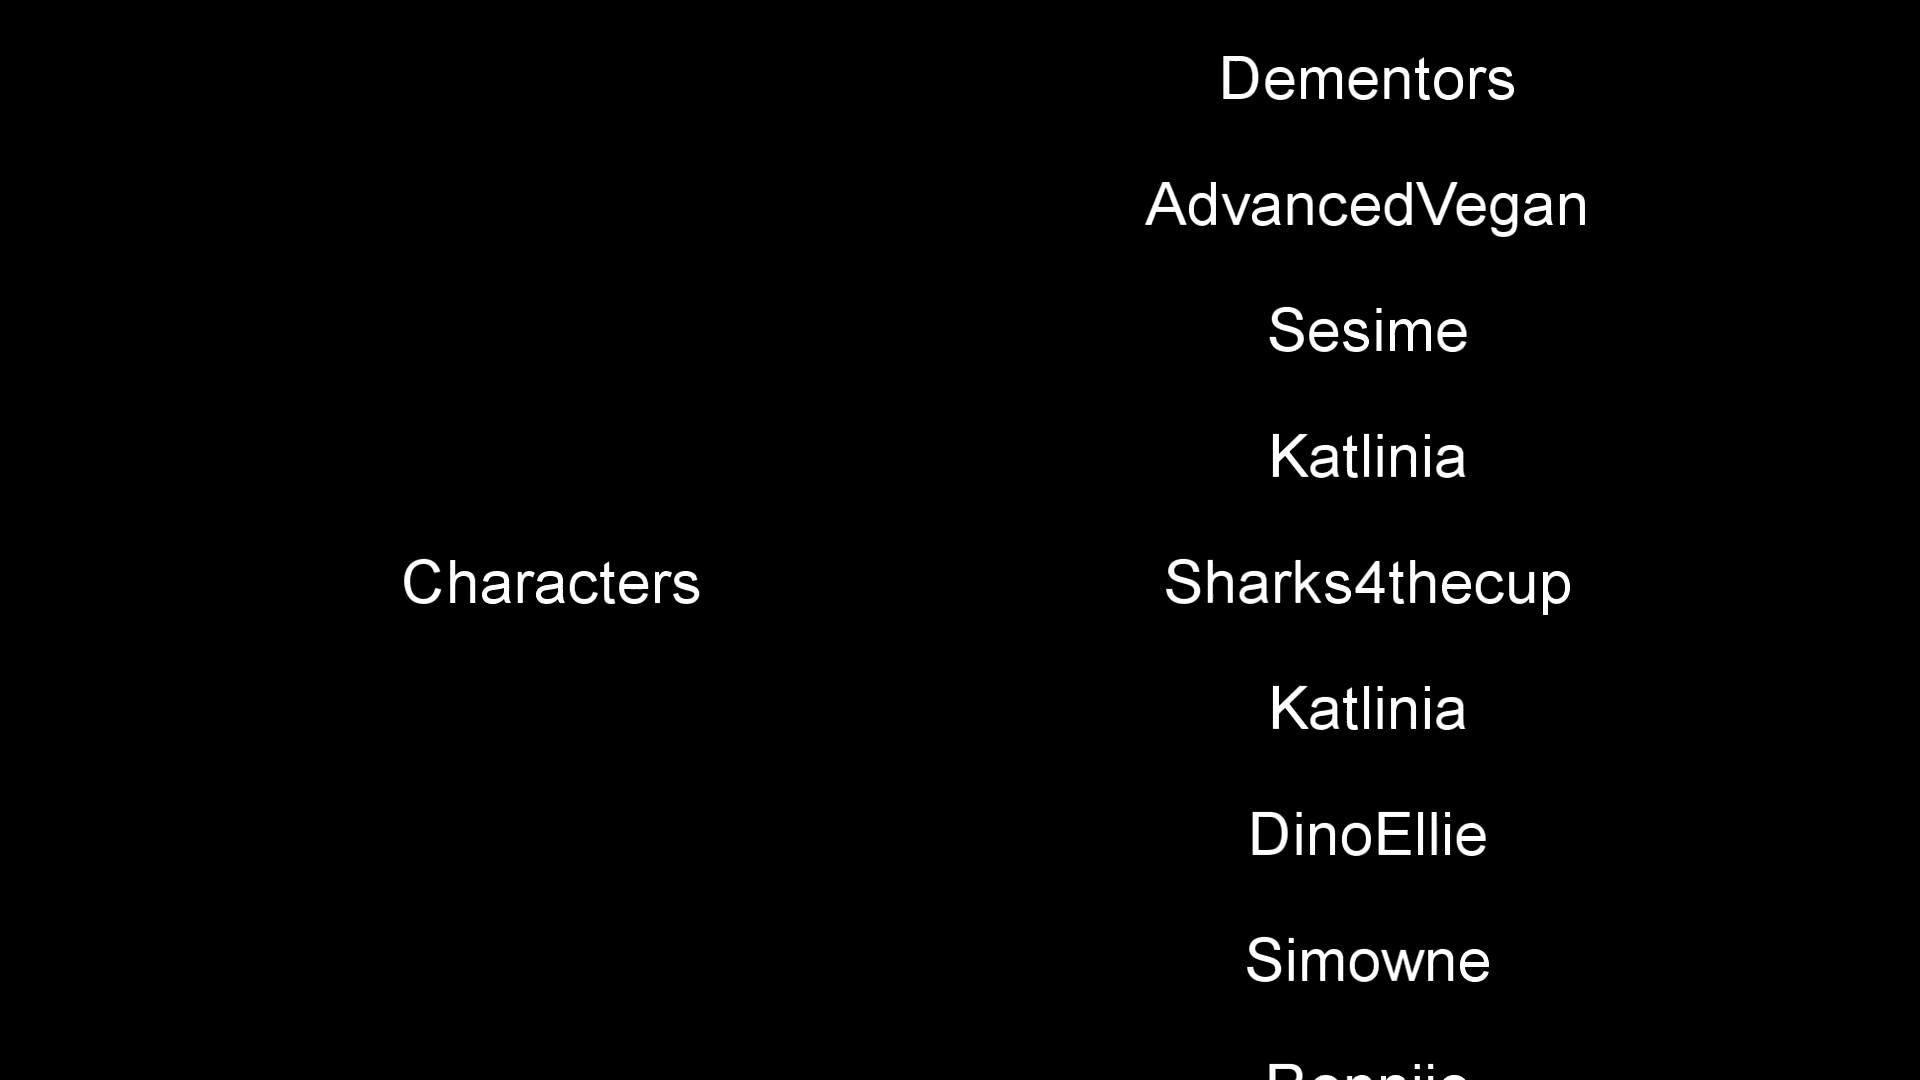 Dementors
AdvancedVegan
Sesime
Katlinia
Characters
Sharks4thecup
Katlinia
DinoEllie
Simowne